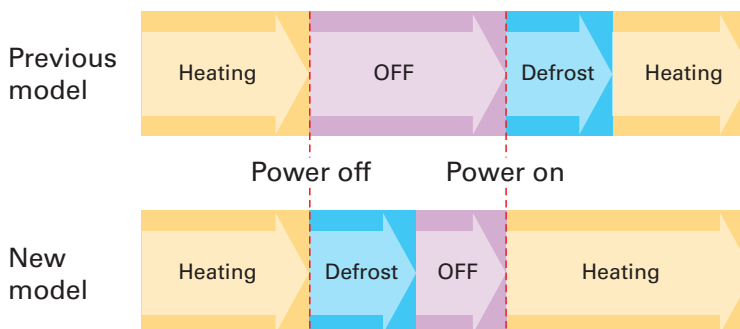 Previous
model
Heating
OFF
Defrost
Heating
Power off
Power on
New
model
Heating
Defrost
OFF
Heating